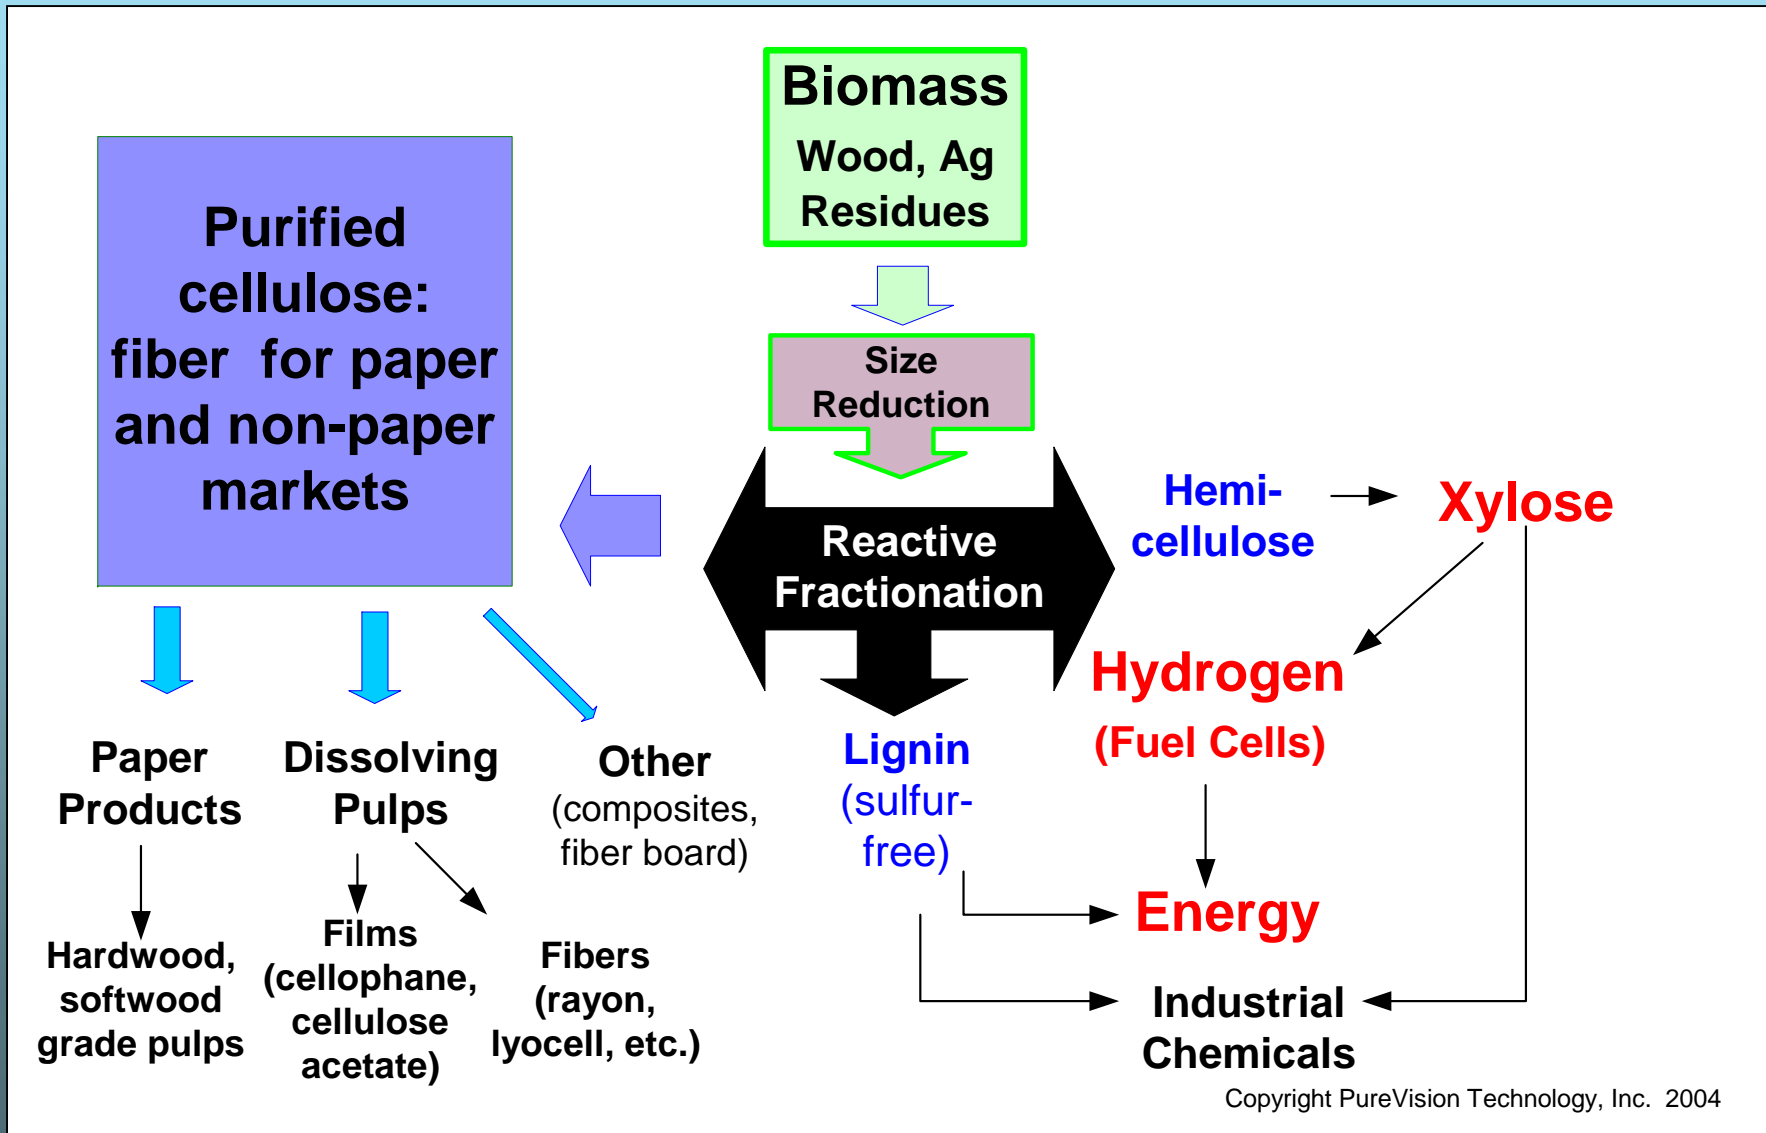 Biomass
Wood, Ag
Residues
Purified
cellulose:
fiber for paper
and non-paper
markets
Size
Reduction
Reactive
Fractionation
Hemi-
cellulose
Xylose
Hydrogen
(Fuel Cells)
Paper
Products
Dissolving
Pulps
Other
(composites,
fiber board)
Lignin
(sulfur-
free)
Energy
Industrial
Chemicals
Hardwood,
softwood
grade pulps
Films
(cellophane,
cellulose
acetate)
Fibers
(rayon,
lyocell, etc.)
Copyright PureVision Technology, Inc. 2004